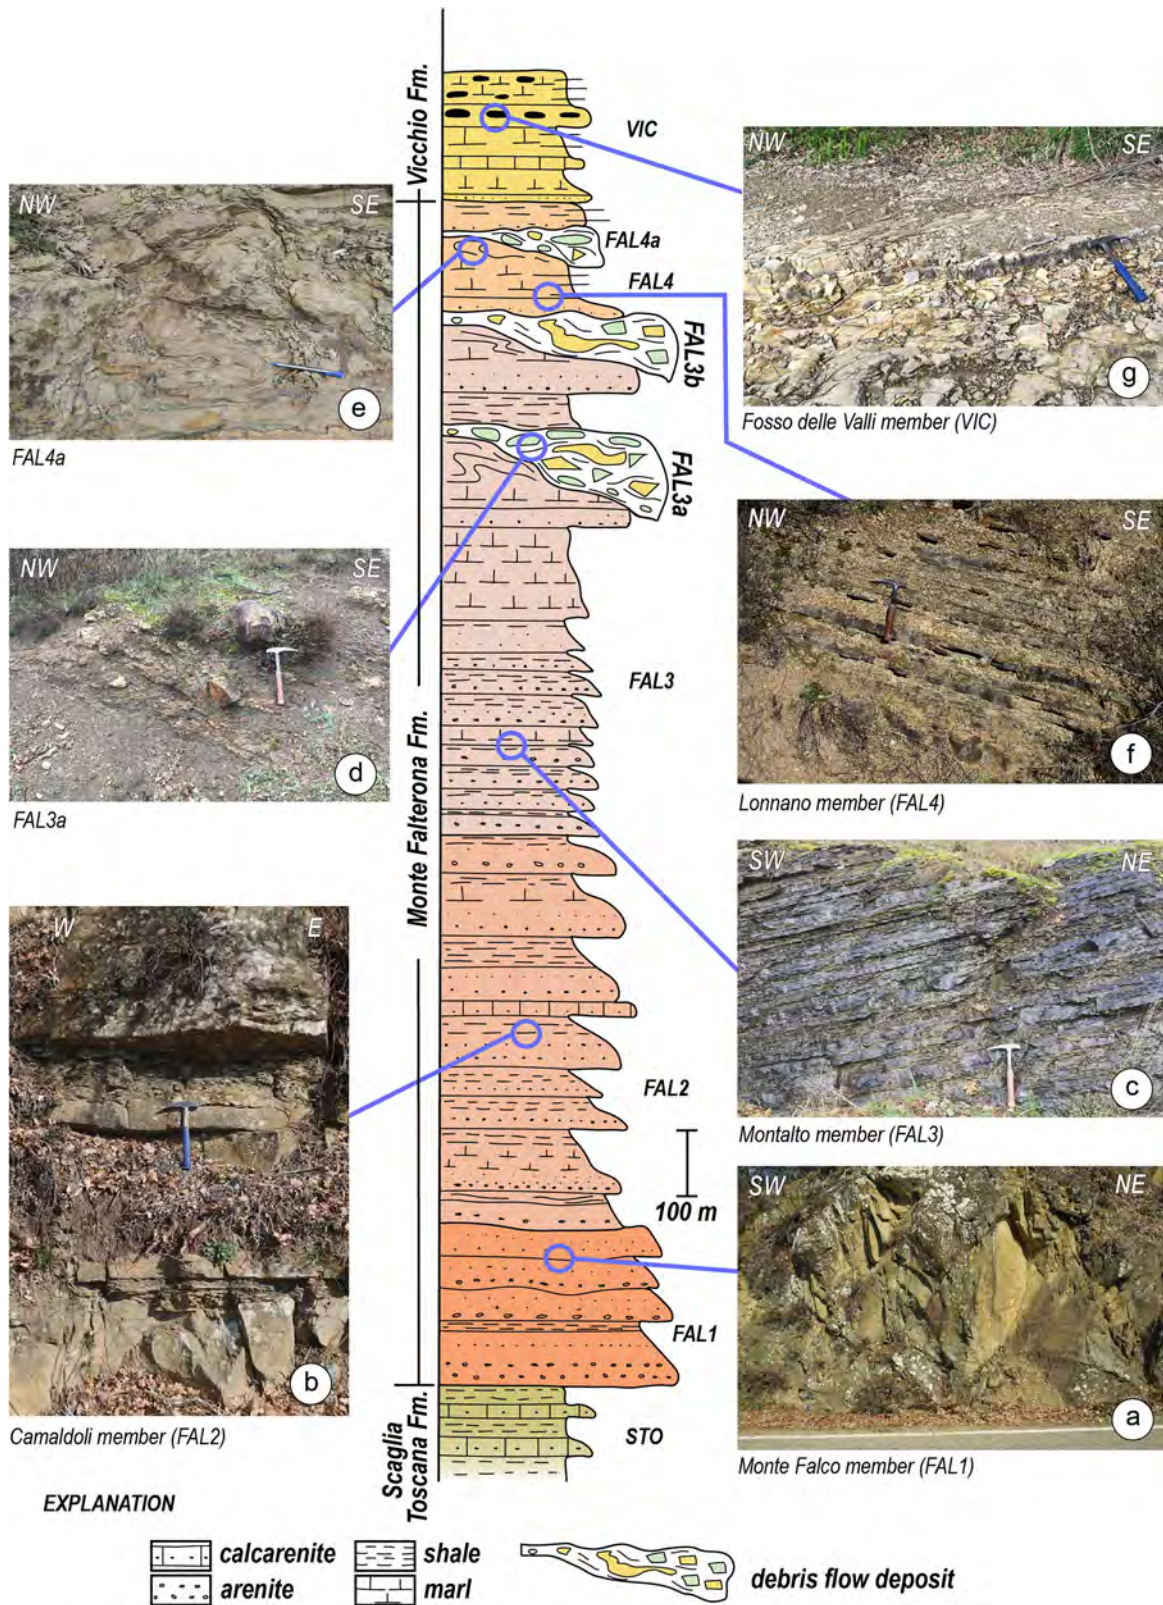 Vicchio Fm.
VIC
NW SE
FAL4a
FAL4
e
FAL4a
FAL3b
NW SE
g
Fosso delle Valli member (VIC)
FAL3a
NW SE
d
FAL3a
NW SE
f
Lonnano member (FAL4)
FAL3
Monte Falterona Fm.
SW NE
c
Montalto member (FAL3)
W E
b
Camaldoli member (FAL2)
FAL2
100 m
SW NE
a
Monte Falco member (FAL1)
FAL1
Scaglia
Toscana Fm.
STO
EXPLANATION
calcarenite
shale
arenite
marl
debris flow deposit